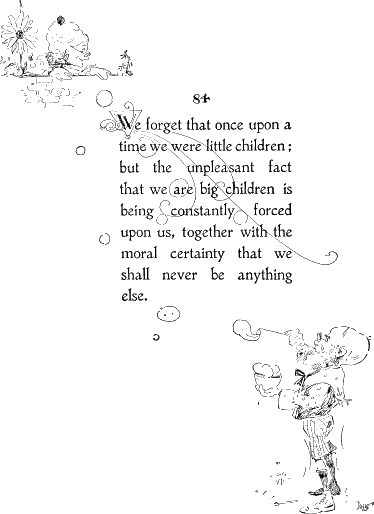 84
We forget that once upon a
time we were little children;
but the unpleasant fact
that we are big children is
being constantly forced
upon us, together with the
moral certainty that we
shall never be anything
else.